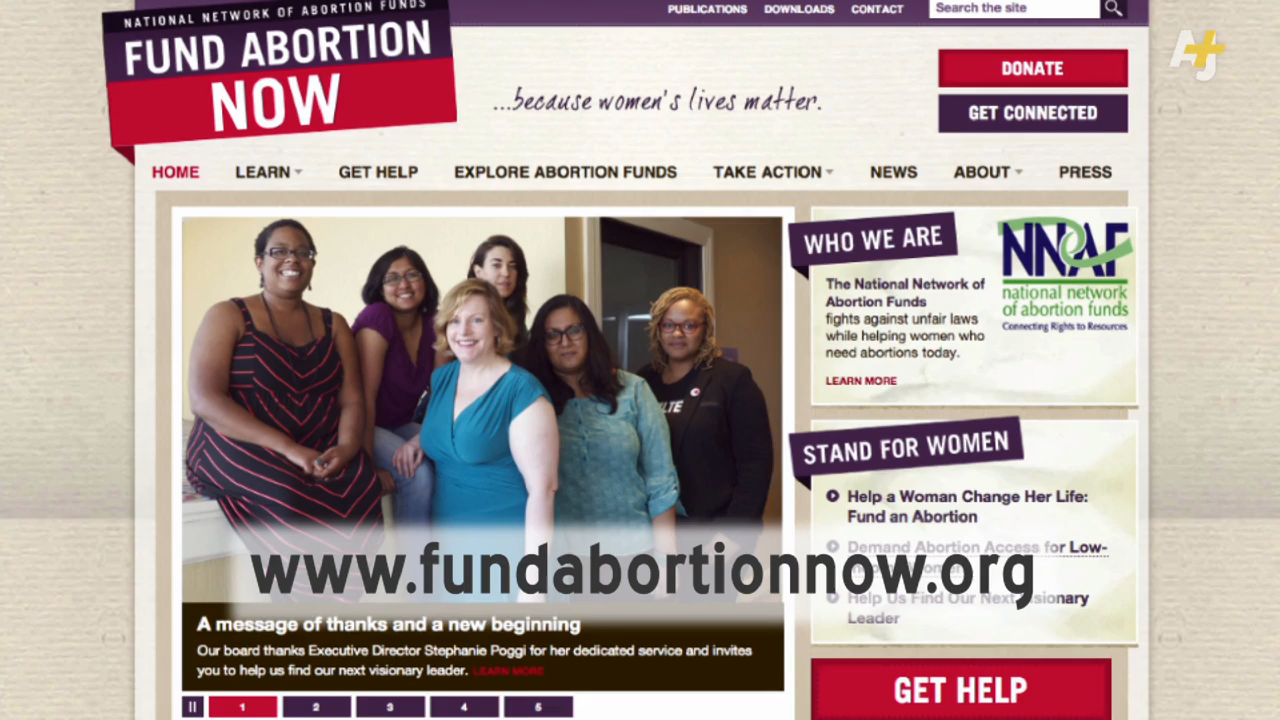 NATIONAL NETWORK OF ABORTION FUNDS
FUND ABORTION
NOW
...because women's lives matter.
PUBLICATIONS DOWNLOADS CONTACT
Search the site
DONATE
GET CONNECTED
HOME LEARN GET HELP EXPLORE ABORTION FUNDS TAKE ACTION NEWS ABOUT PRESS
WHO WE ARE
The National Network of
Abortion Funds
fights against unfair laws
while helping women who
need abortions today.
LEARN MORE
NNAF
national network
of abortion funds
Connecting Rights to Resources
STAND FOR WOMEN
Help a Woman Change Her Life:
Fund an Abortion
Demand Abortion Access for Low-
Help Us Find Our Next Visionary
Leader
www.fundabortionnow.org
A message of thanks and a new beginning
Our board thanks Executive Director Stephanie Poggi for her dedicated service and invites
you to help us find our next visionary leader. LEARN MORE
1 2 3 4 5
GET HELP
AJ+